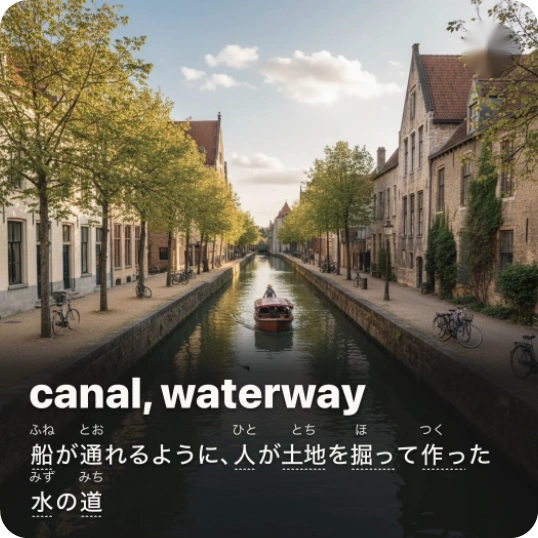 canal, waterway
ふね とお ひと とち ほ つく
船が通れるように、人が土地を掘って作った
みず みち
水の道